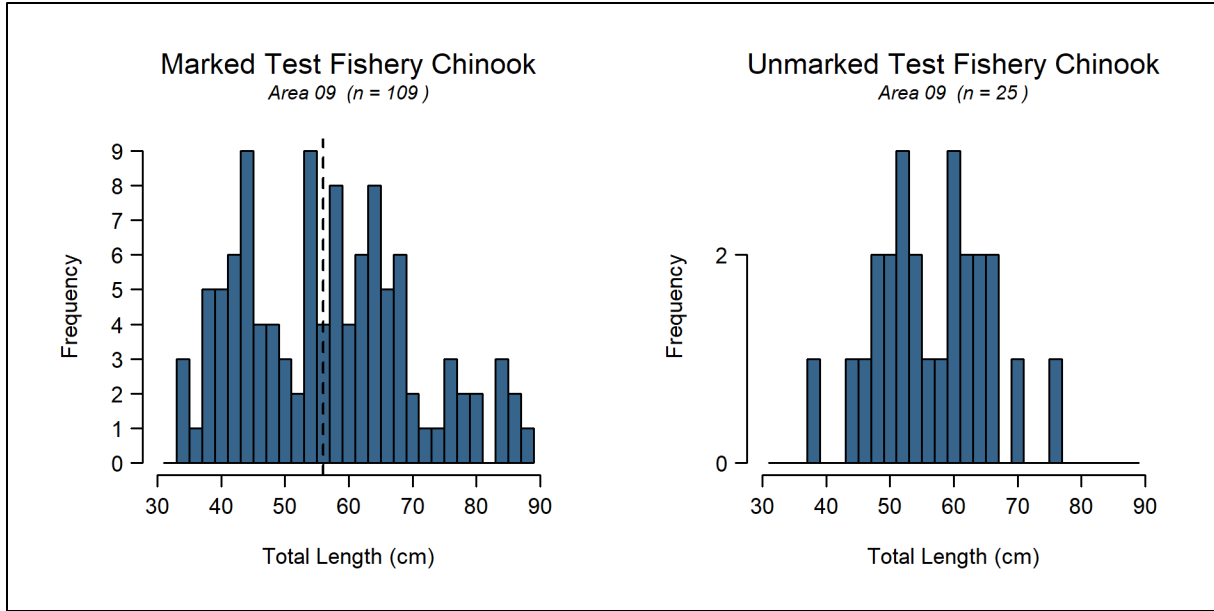 Marked Test Fishery Chinook
Area 09 (n = 109 )
9
8
7
6
5
4
3
2
1
0
Frequency
30 40 50 60 70 80 90
Total Length (cm)
Unmarked Test Fishery Chinook
Area 09 (n = 25 )
2
0
Frequency
30 40 50 60 70 80 90
Total Length (cm)